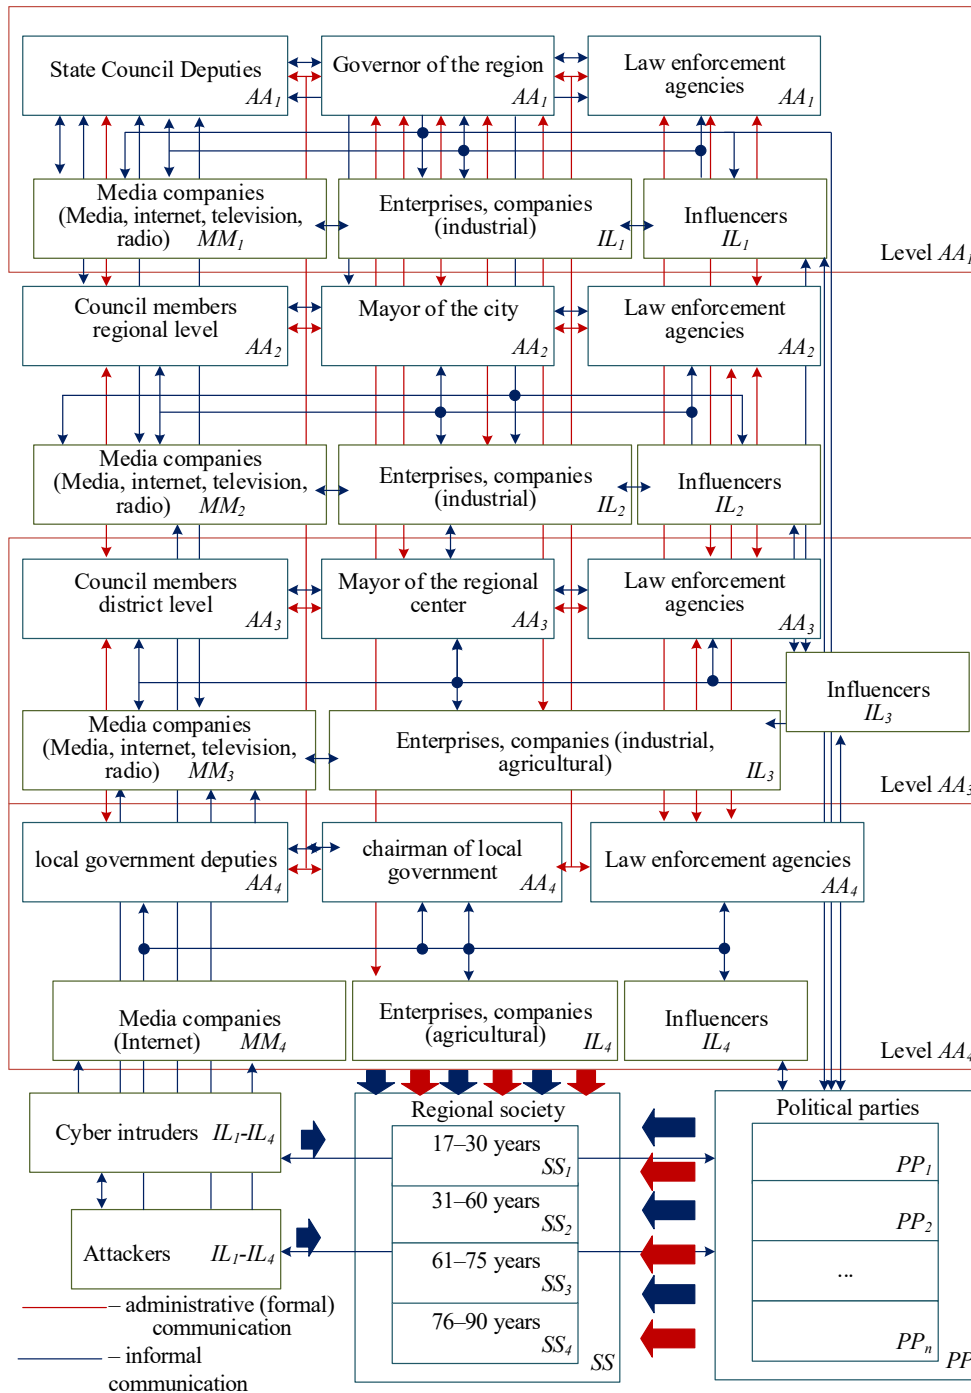 State Council Deputies
AA1
Governor of the region
AA1
Law enforcement
agencies
AA1
Media companies
(Media, internet, television,
radio) MM1
Enterprises, companies
(industrial)
IL1
Influencers
IL1
Level AA1
Council members
regional level
AA2
Mayor of the city
AA2
Law enforcement
agencies
AA2
Media companies
(Media, internet, television,
radio) MM2
Enterprises, companies
(industrial)
IL2
Influencers
IL2
Council members
district level
AA3
Mayor of the regional
center
AA3
Law enforcement
agencies
AA3
Influencers
IL3
Media companies
(Media, internet, television,
radio) MM3
Enterprises, companies (industrial,
agricultural)
IL3
Level AA3
local government deputies
AA4
chairman of local
government
AA4
Law enforcement agencies
AA4
Media companies
(Internet) MM4
Enterprises, companies
(agricultural)
IL4
Influencers
IL4
Level AA4
Cyber intruders IL1-IL4
Attackers IL1-IL4
Regional society
17–30 years
SS1
31–60 years
SS2
61–75 years
SS3
76–90 years
SS4
SS
Political parties
PP1
PP2
...
PPn
PP
– administrative (formal)
communication
– informal
communication